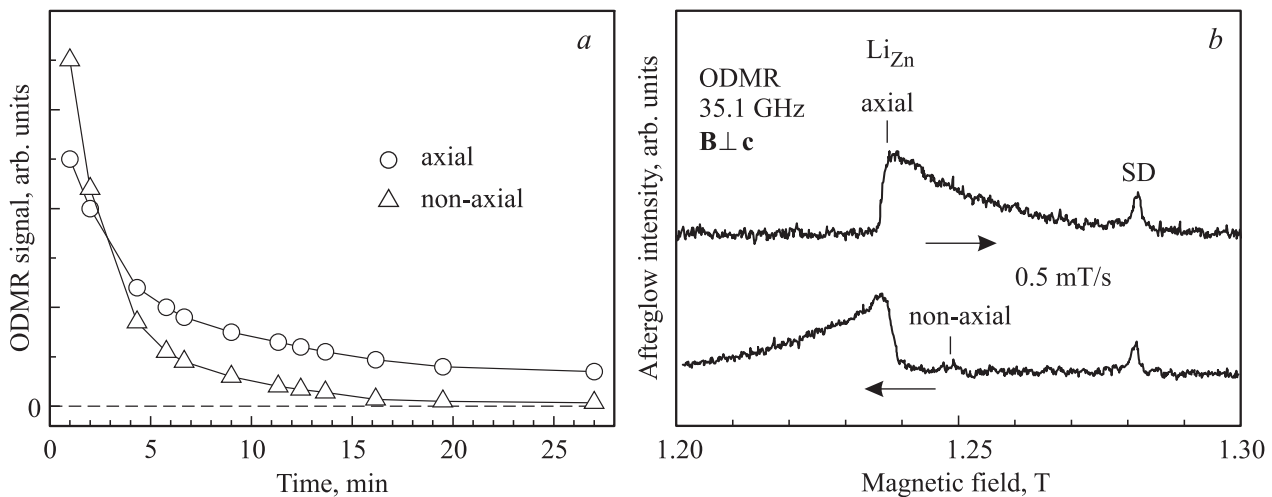 a
ODMR signal, arb. units
axial
non-axial
0
0 5 10 15 20 25
Time, min
b
Afterglow intensity, arb. units
ODMR
35.1 GHz
B⊥c
LiZn
axial
SD
0.5 mT/s
non-axial
1.20 1.25 1.30
Magnetic field, T